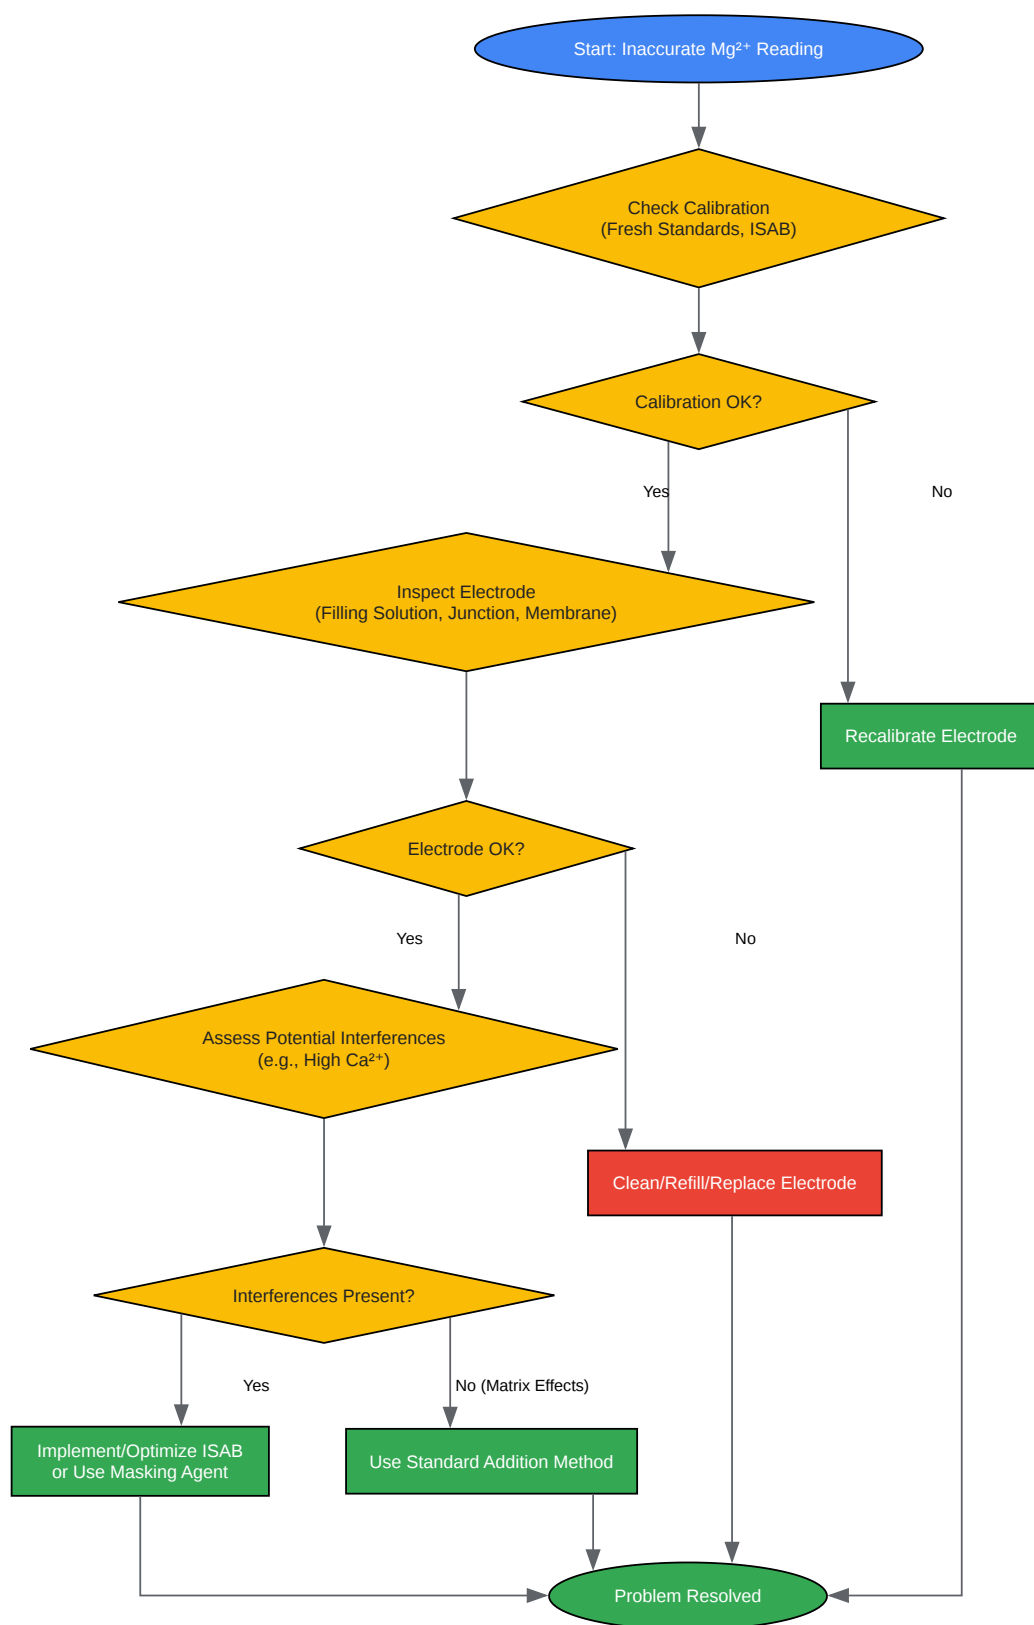 Start: Inaccurate Mg²⁺ Reading
Check Calibration
(Fresh Standards, ISAB)
Calibration OK?
Yes
No
Inspect Electrode
(Filling Solution, Junction, Membrane)
Recalibrate Electrode
Electrode OK?
Yes
No
Assess Potential Interferences
(e.g., High Ca²⁺)
Clean/Refill/Replace Electrode
Interferences Present?
Yes
No (Matrix Effects)
Implement/Optimize ISAB
or Use Masking Agent
Use Standard Addition Method
Problem Resolved